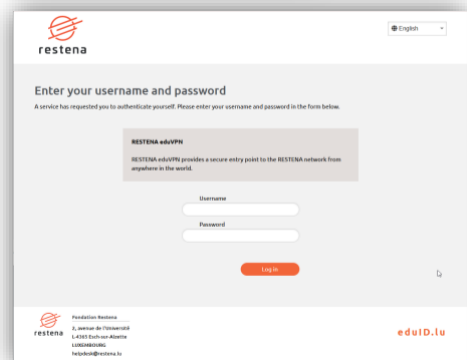 restena
English
Enter your username and password
A service has requested you to authenticate yourself. Please enter your username and password in the form below.
RESTENA eduVPN
RESTENA eduVPN provides a secure entry point to the RESTENA network from
anywhere in the world.
Username
Password
Log in
restena
Fondation Restena
2, avenue de l'Université
L-4365 Esch-sur-Alzette
LUXEMBOURG
helpdesk@restena.lu
eduID.lu